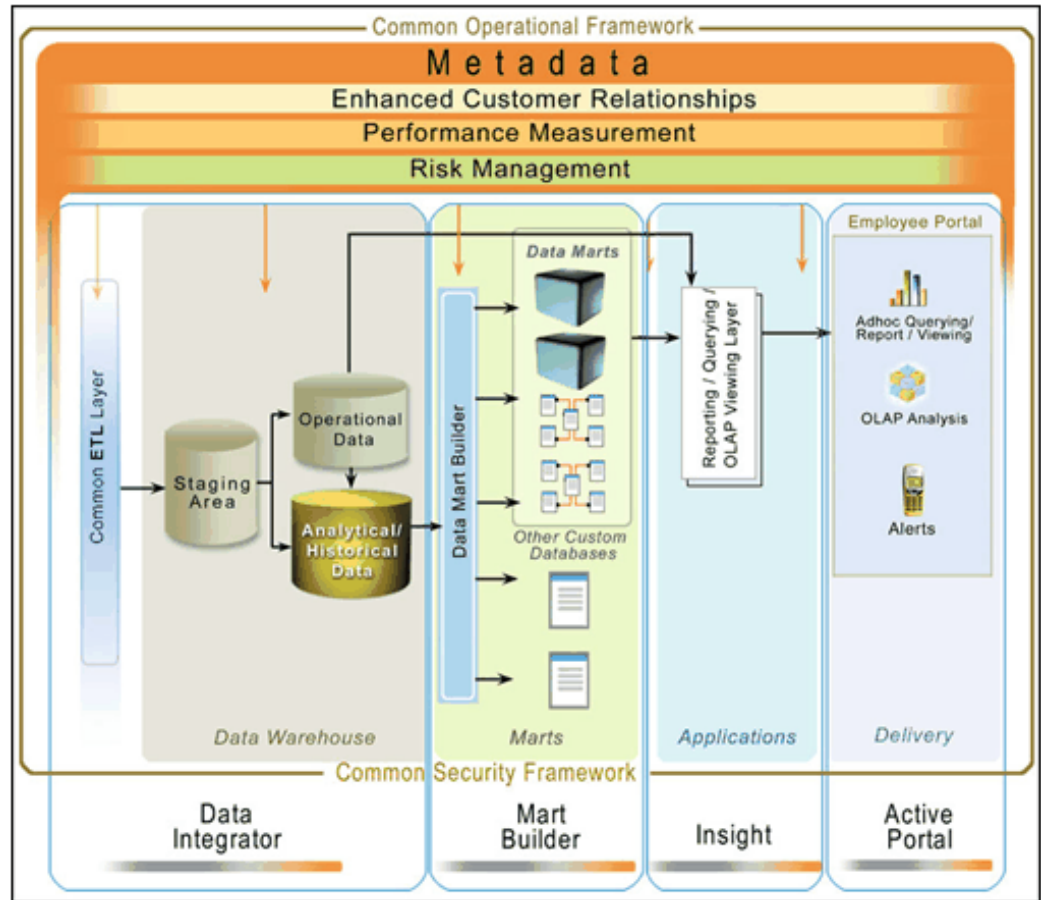 Common Operational Framework
Metadata
Enhanced Customer Relationships
Performance Measurement
Risk Management
Common ETL Layer
Staging
Area
Operational
Data
Analytical/
Historical
Data
Data Warehouse
Data Mart Builder
Data Marts
Other Custom
Databases
Marts
Reporting / Querying /
OLAP Viewing Layer
Applications
Employee Portal
Adhoc Querying/
Report / Viewing
OLAP Analysis
Alerts
Delivery
Common Security Framework
Data
Integrator
Mart
Builder
Insight
Active
Portal